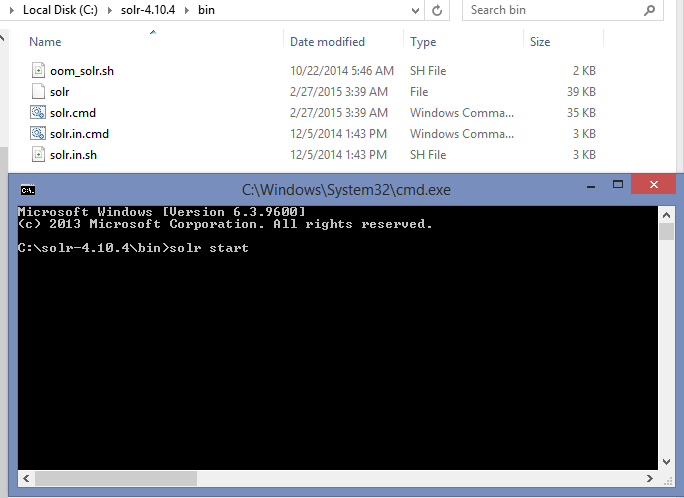 Local Disk (C:) solr-4.10.4 bin Search bin
Name Date modified Type Size
oom_solr.sh 10/22/2014 5:46 AM SH File 2 KB
solr 2/27/2015 3:39 AM File 39 KB
solr.cmd 2/27/2015 3:39 AM Windows Comma... 35 KB
solr.in.cmd 12/5/2014 1:43 PM Windows Comma... 3 KB
solr.in.sh 12/5/2014 1:43 PM SH File 3 KB
C:\Windows\System32\cmd.exe
Microsoft Windows [Version 6.3.9600]
(c) 2013 Microsoft Corporation. All rights reserved.
C:\solr-4.10.4\bin>solr start